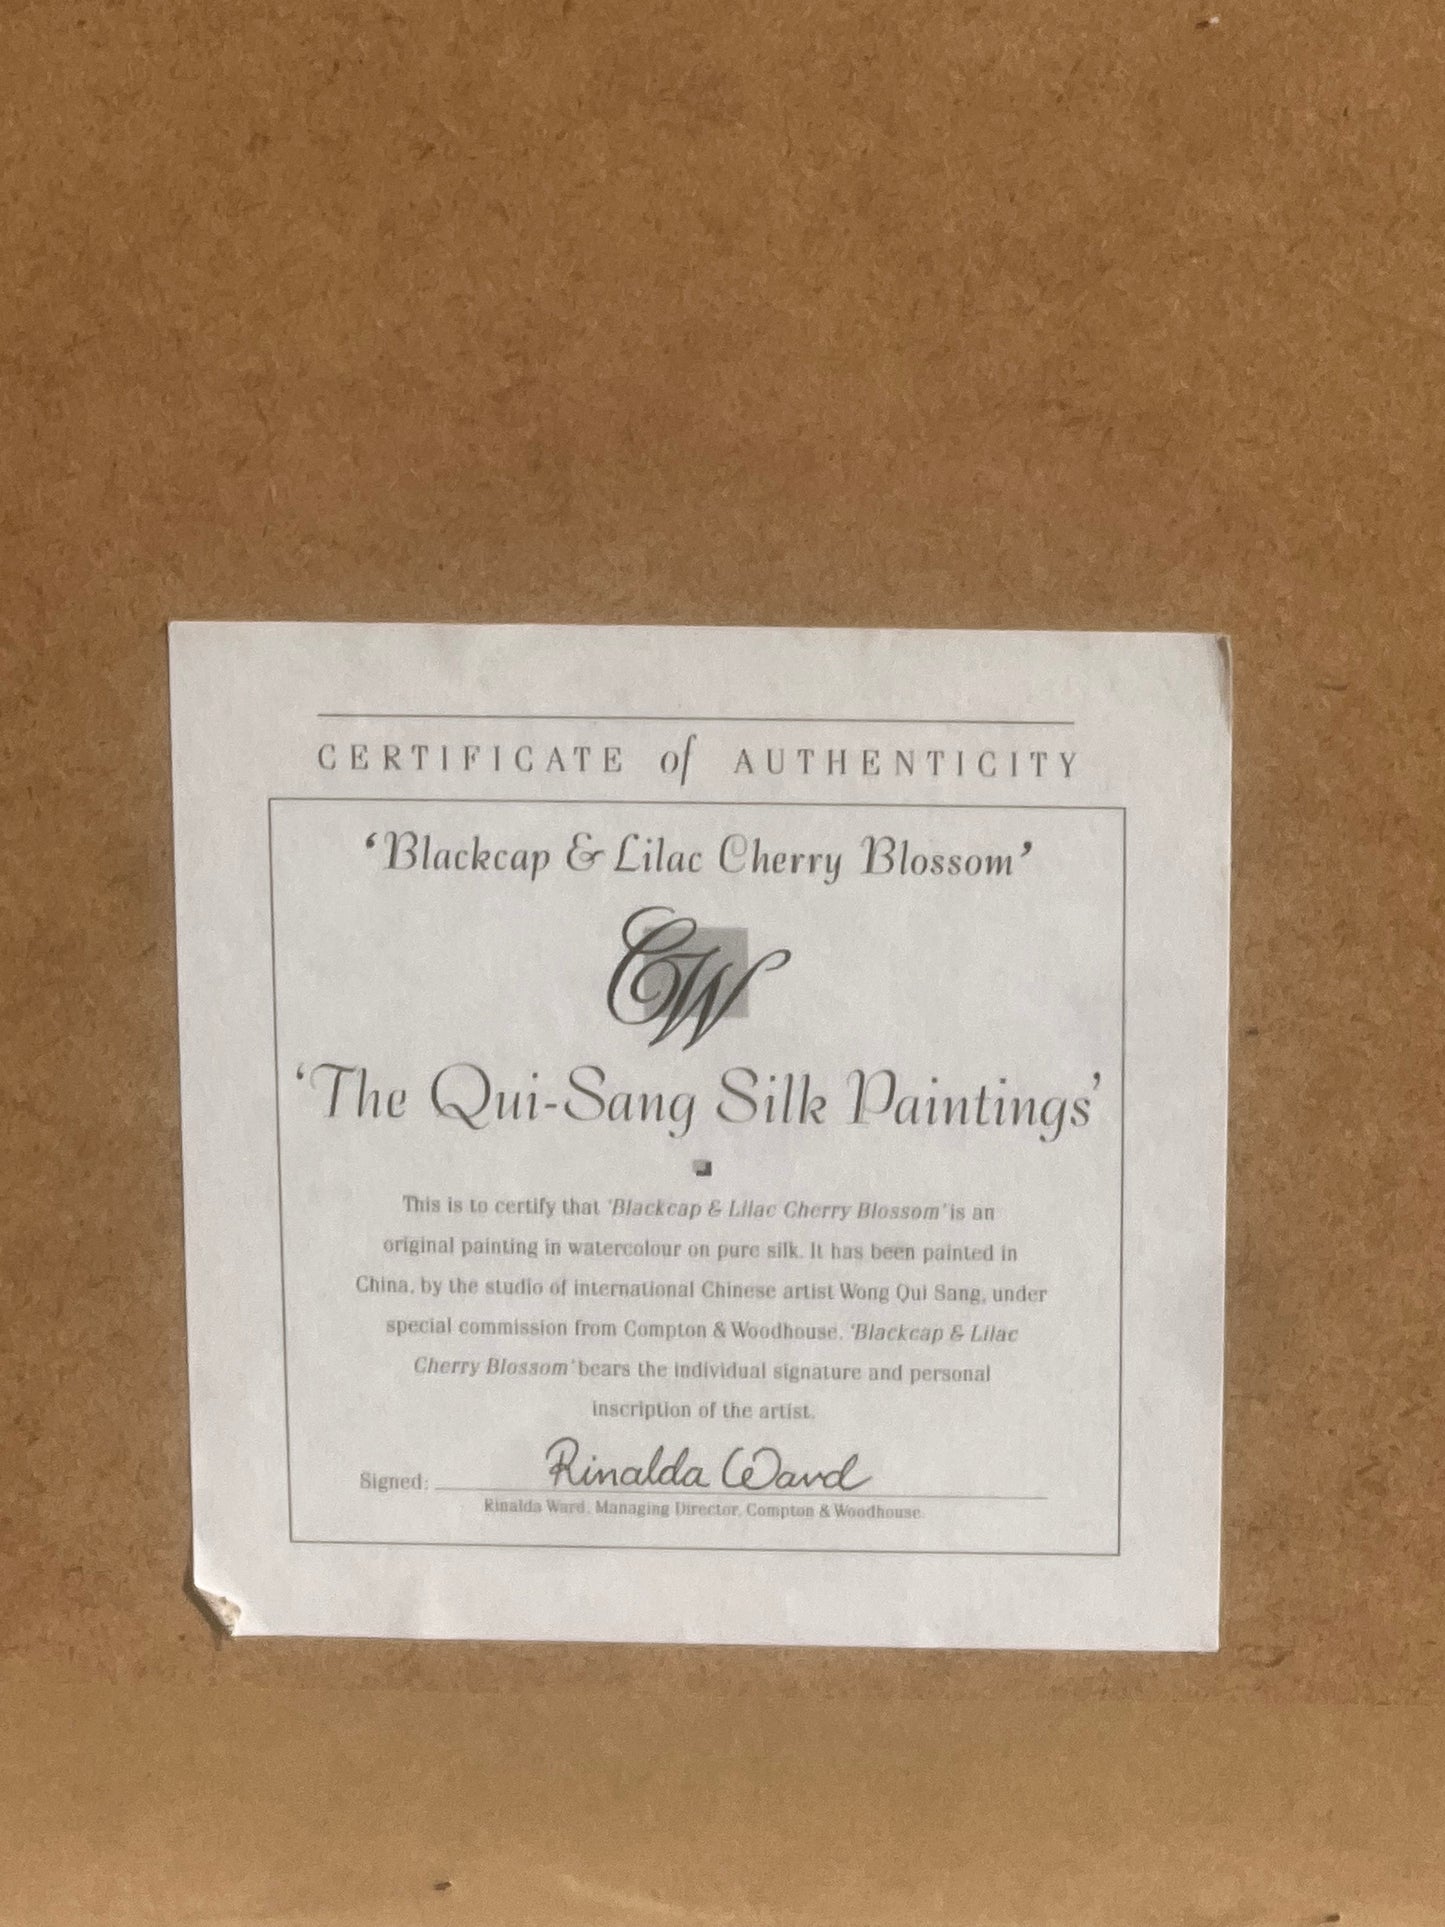 CERTIFICATE of AUTHENTICITY
‘Blackcap & Lilac Cherry Blossom’
CW
‘The Qui-Sang Silk Paintings’
This is to certify that ‘Blackcap & Lilac Cherry Blossom’ is an
original painting in watercolour on pure silk. It has been painted in
China, by the studio of international Chinese artist Wong Qui Sang, under
special commission from Compton & Woodhouse. ‘Blackcap & Lilac
Cherry Blossom’ bears the individual signature and personal
inscription of the artist.
Signed: Rinalda Ward
Rinalda Ward, Managing Director, Compton & Woodhouse.